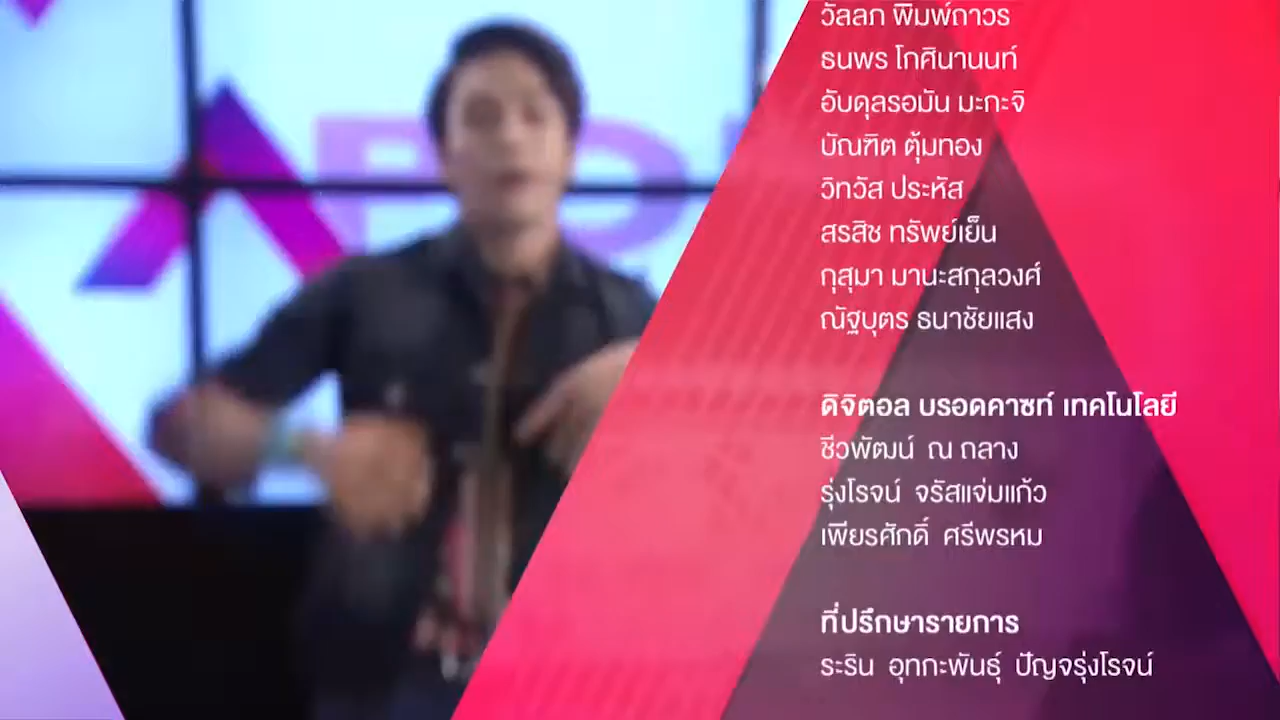 วัลลภ พิมพ์ถาวร
ธนพร โกศินานนท์
อับดุลรอมัน มะกะจิ
บัณฑิต ตุ้มทอง
วิทวัส ประหัส
สรสิช ทรัพย์เย็น
กุสุมา มานะสกุลวงศ์
ณัฐบุตร ธนาชัยแสง
ดิจิตอล บรอดคาซท์ เทคโนโลยี
ชีวพัฒน์ ณ ถลาง
รุ่งโรจน์ จรัสแจ่มแก้ว
เพียรศักดิ์ ศรีพรหม
ที่ปรึกษารายการ
ระริน อุทกะพันธุ์ ปัญจรุ่งโรจน์